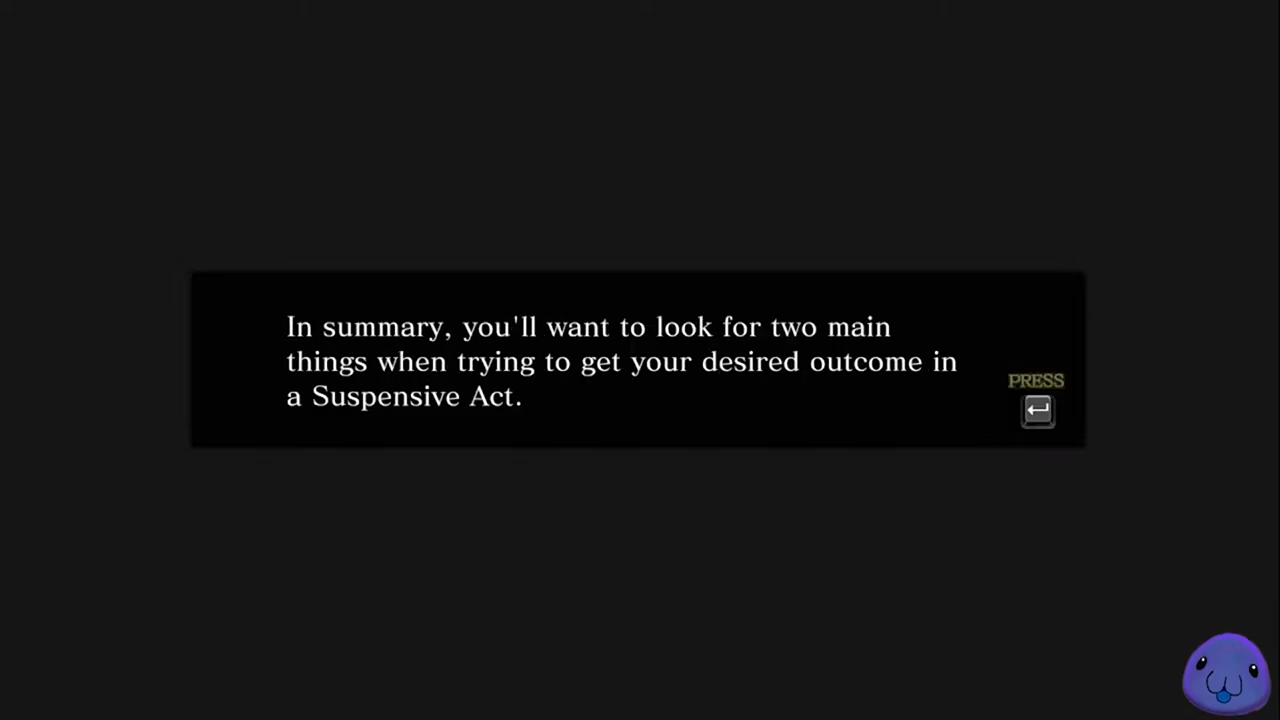 In summary, you'll want to look for two main
things when trying to get your desired outcome in
a Suspensive Act.
PRESS